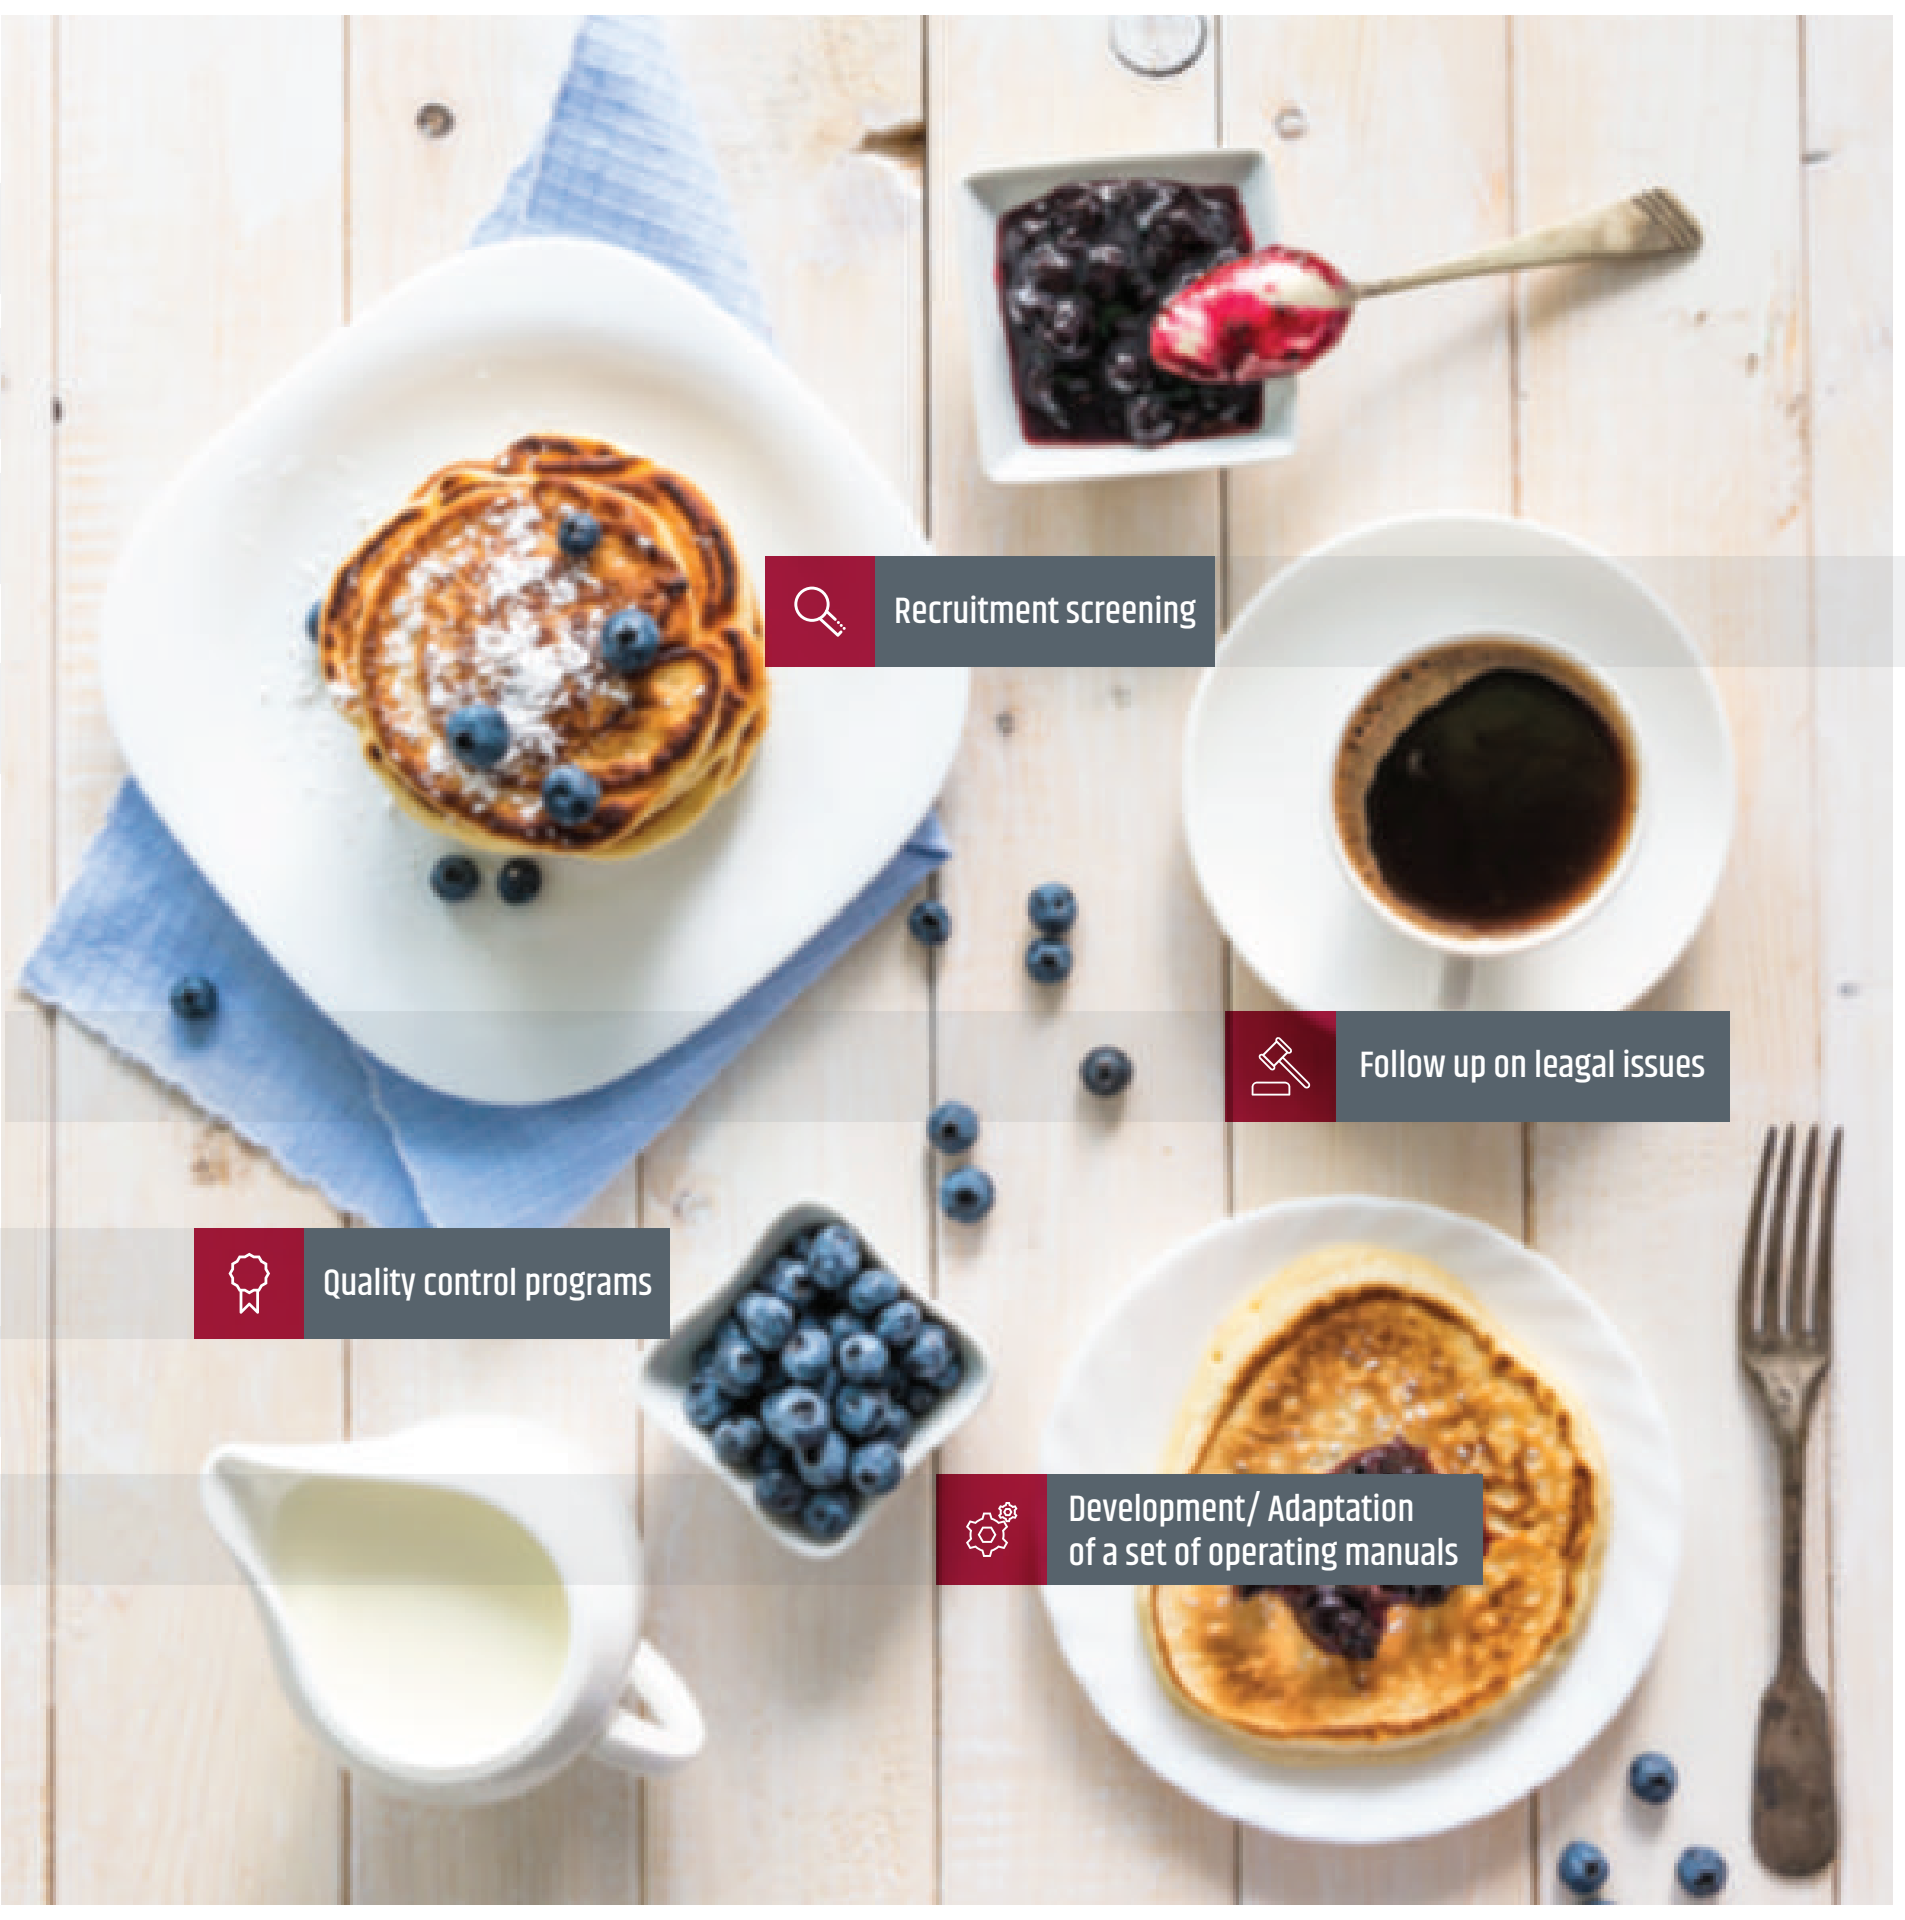 Recruitment screening
Follow up on leagal issues
Quality control programs
Development/ Adaptation
of a set of operating manuals